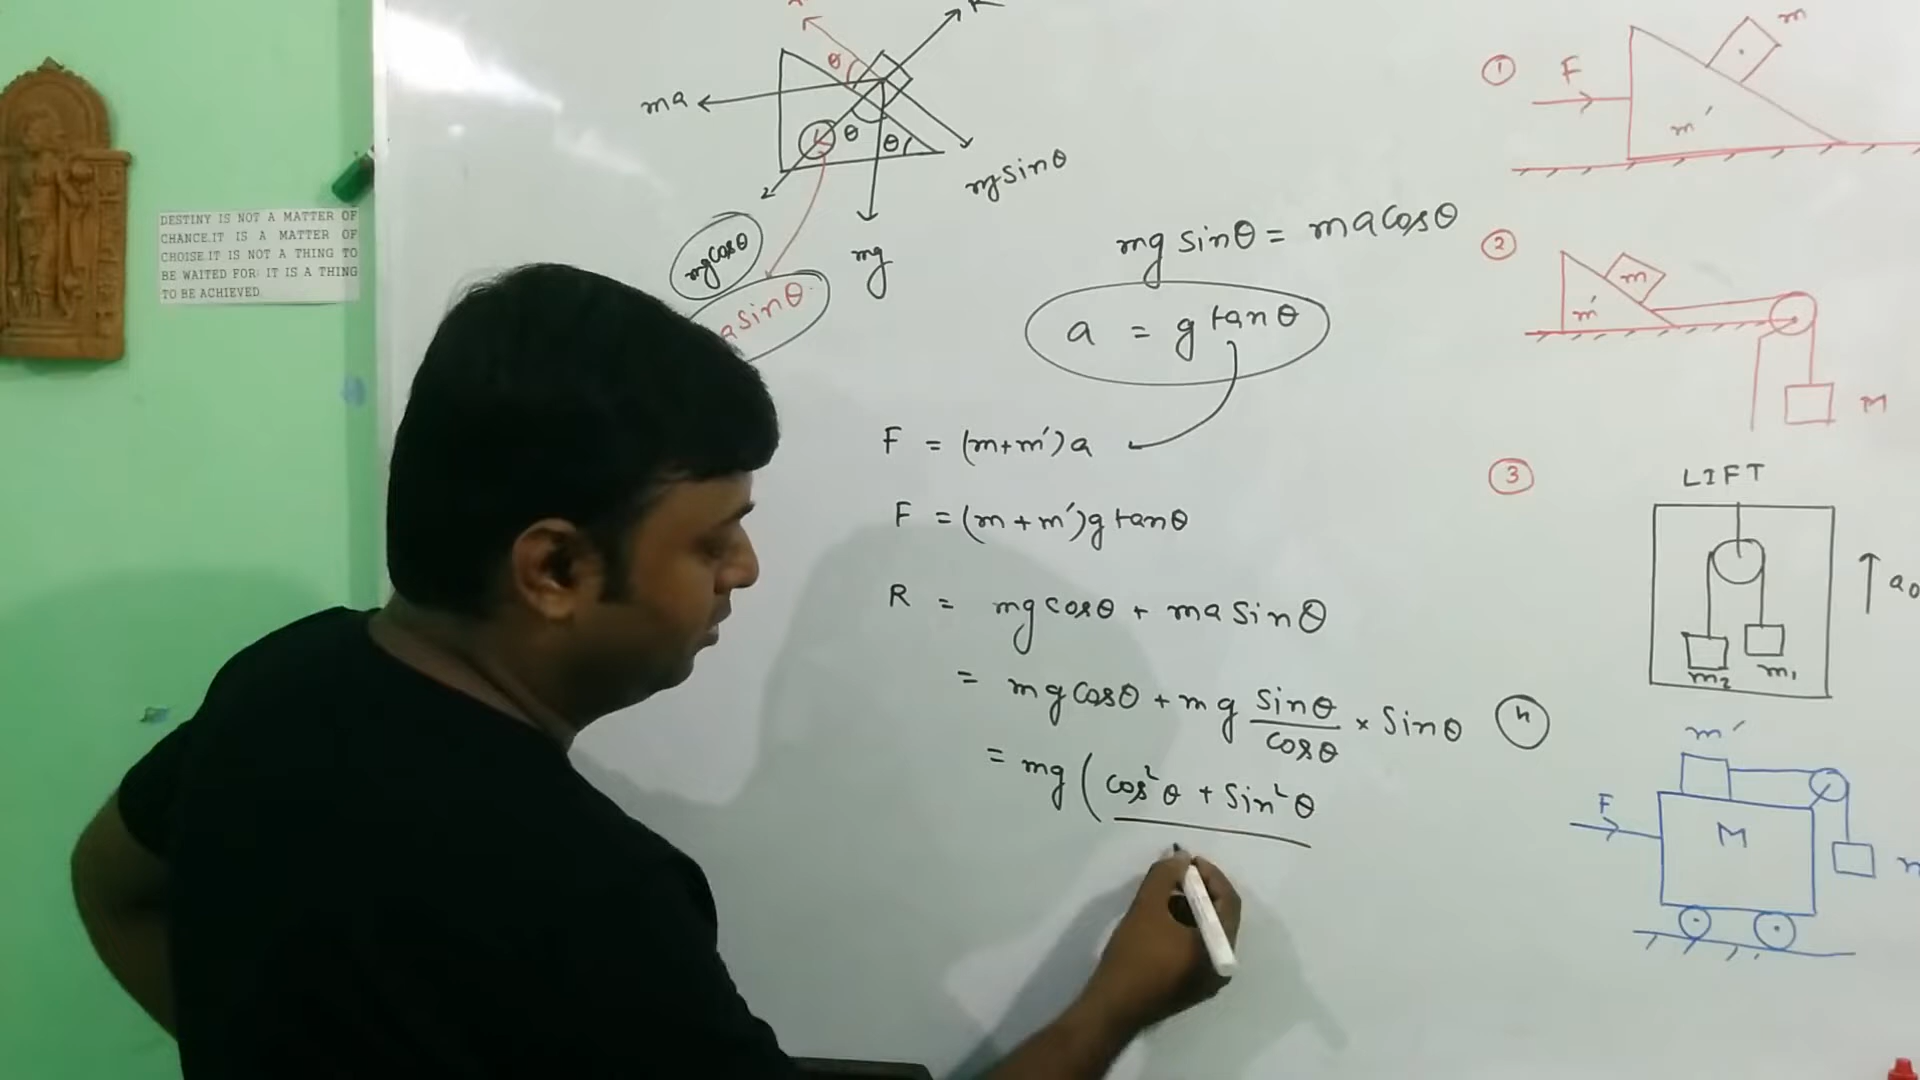 DESTINY IS NOT A MATTER OF
CHANCE.IT IS A MATTER OF
CHOISE.IT IS NOT A THING TO
BE WAITED FOR: IT IS A THING
TO BE ACHIEVED
ma
θ
θ
θ
mg sinθ
mg cosθ
a sinθ
mg
mg sinθ = ma cosθ
a = g tanθ
F = (m+m')a
F = (m+m')g tanθ
R = mg cosθ + ma sinθ
= mg cosθ + mg sinθ/cosθ × sinθ
= mg (cos²θ + sin²θ
1
F
m
m'
2
m
m'
M
3
LIFT
a0
m2
m1
4
m'
F
M